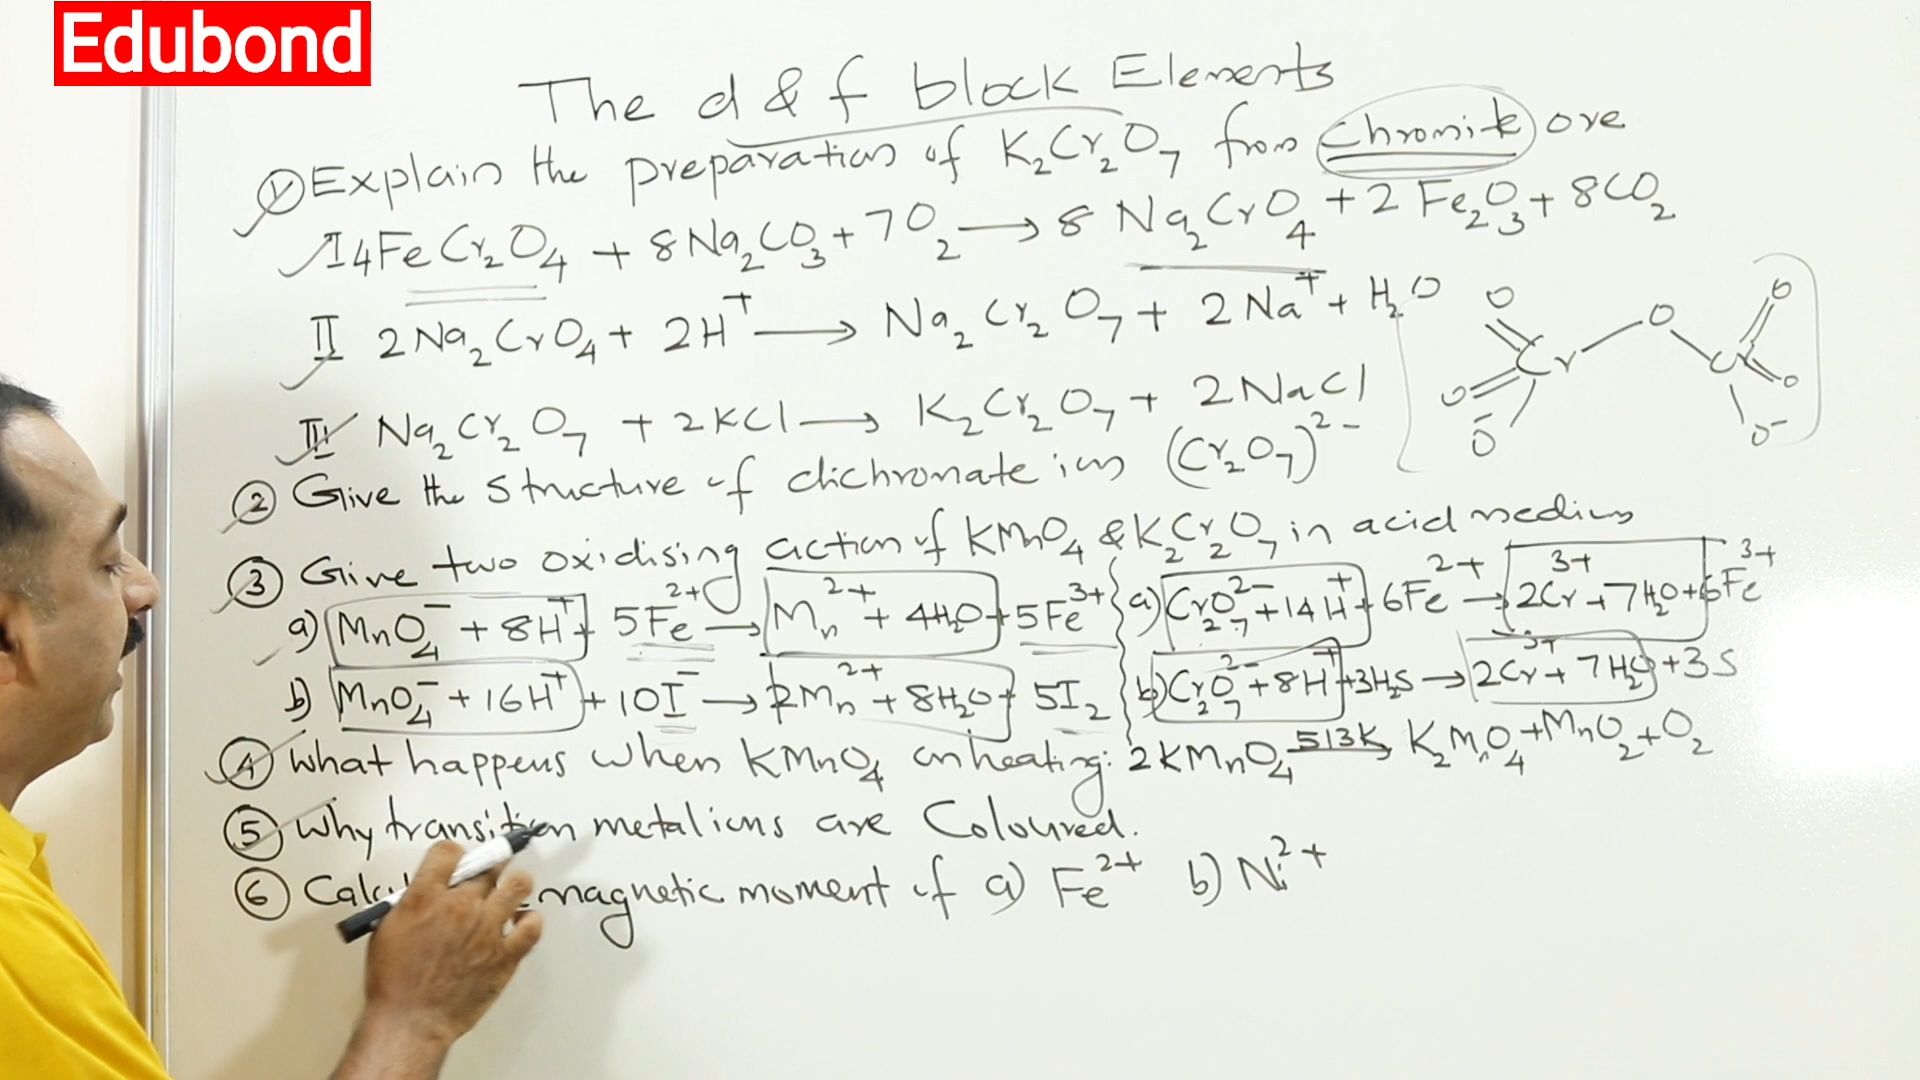 Edubond
The d & f block Elements
① Explain the preparation of K₂Cr₂O₇ from Chromite ore
I 4FeCr₂O₄ + 8Na₂CO₃ + 7O₂ → 8 Na₂CrO₄ + 2 Fe₂O₃ + 8CO₂
II 2Na₂CrO₄ + 2H⁺ → Na₂Cr₂O₇ + 2Na⁺ + H₂O
III Na₂Cr₂O₇ + 2KCl → K₂Cr₂O₇ + 2NaCl
O O O Cr Cr O O O⁻ O⁻
② Give the structure of dichromate ion (Cr₂O₇)²⁻
③ Give two oxidising action of KMnO₄ & K₂Cr₂O₇ in acid medium
a) MnO₄⁻ + 8H⁺ + 5Fe²⁺ → Mn²⁺ + 4H₂O + 5Fe³⁺ a) Cr₂O₇²⁻ + 14H⁺ + 6Fe²⁺ → 2Cr³⁺ + 7H₂O + 6Fe³⁺
b) MnO₄⁻ + 16H⁺ + 10I⁻ → 2Mn²⁺ + 8H₂O + 5I₂ b) Cr₂O₇²⁻ + 8H⁺ + 3H₂S → 2Cr³⁺ + 7H₂O + 3S
④ What happens when KMnO₄ on heating: 2KMnO₄ 513K → K₂MnO₄ + MnO₂ + O₂
⑤ Why transition metal ions are Coloured.
⑥ magnetic moment of a) Fe²⁺ b) Ni²⁺